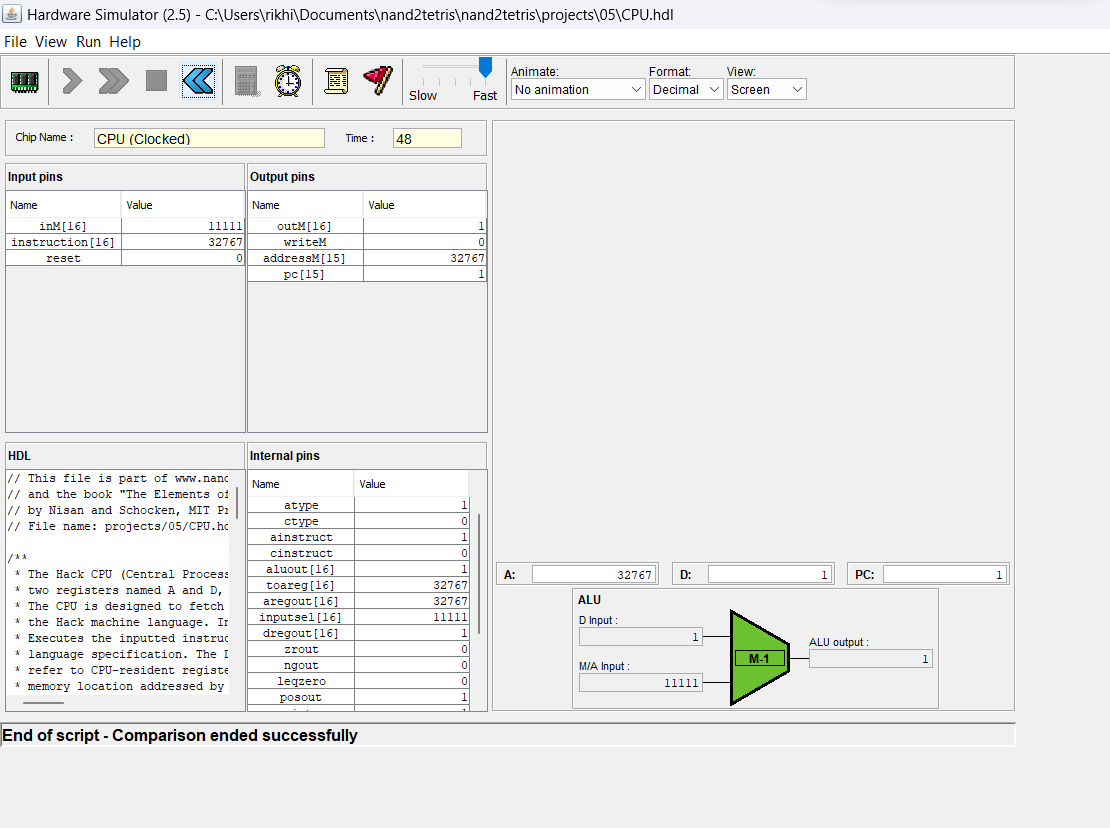 Hardware Simulator (2.5) - C:\Users\rikhi\Documents\nand2tetris\nand2tetris\projects\05\CPU.hdl
File View Run Help
Slow Fast
Animate: Format: View:
No animation Decimal Screen
Chip Name : CPU (Clocked) Time : 48
Input pins
Name Value
inM[16] 11111
instruction[16] 32767
reset 0
Output pins
Name Value
outM[16] 1
writeM 0
addressM[15] 32767
pc[15] 1
HDL
// This file is part of www.nand
// and the book "The Elements of
// by Nisan and Schocken, MIT Pr
// File name: projects/05/CPU.hd
/**
* The Hack CPU (Central Process
* two registers named A and D,
* The CPU is designed to fetch
* the Hack machine language. In
* Executes the inputted instruc
* language specification. The D
* refer to CPU-resident registe
* memory location addressed by
Internal pins
Name Value
atype 1
ctype 0
ainstruct 1
cinstruct 0
aluout[16] 1
toareg[16] 32767
aregout[16] 32767
inputsel[16] 11111
dregout[16] 1
zrout 0
ngout 0
leqzero 0
posout 1
A: 32767 D: 1 PC: 1
ALU
D Input :
1
M/A Input :
11111
M-1
ALU output :
1
End of script - Comparison ended successfully